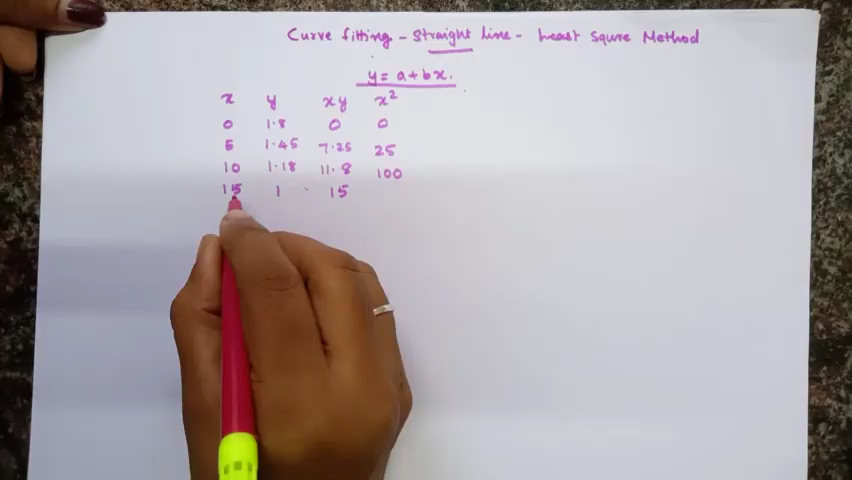 Curve fitting - Straight line - Least Squre Method
y = a + bx.
x y xy x²
0 1.8 0 0
5 1.45 7.25 25
10 1.18 11.8 100
15 1 15